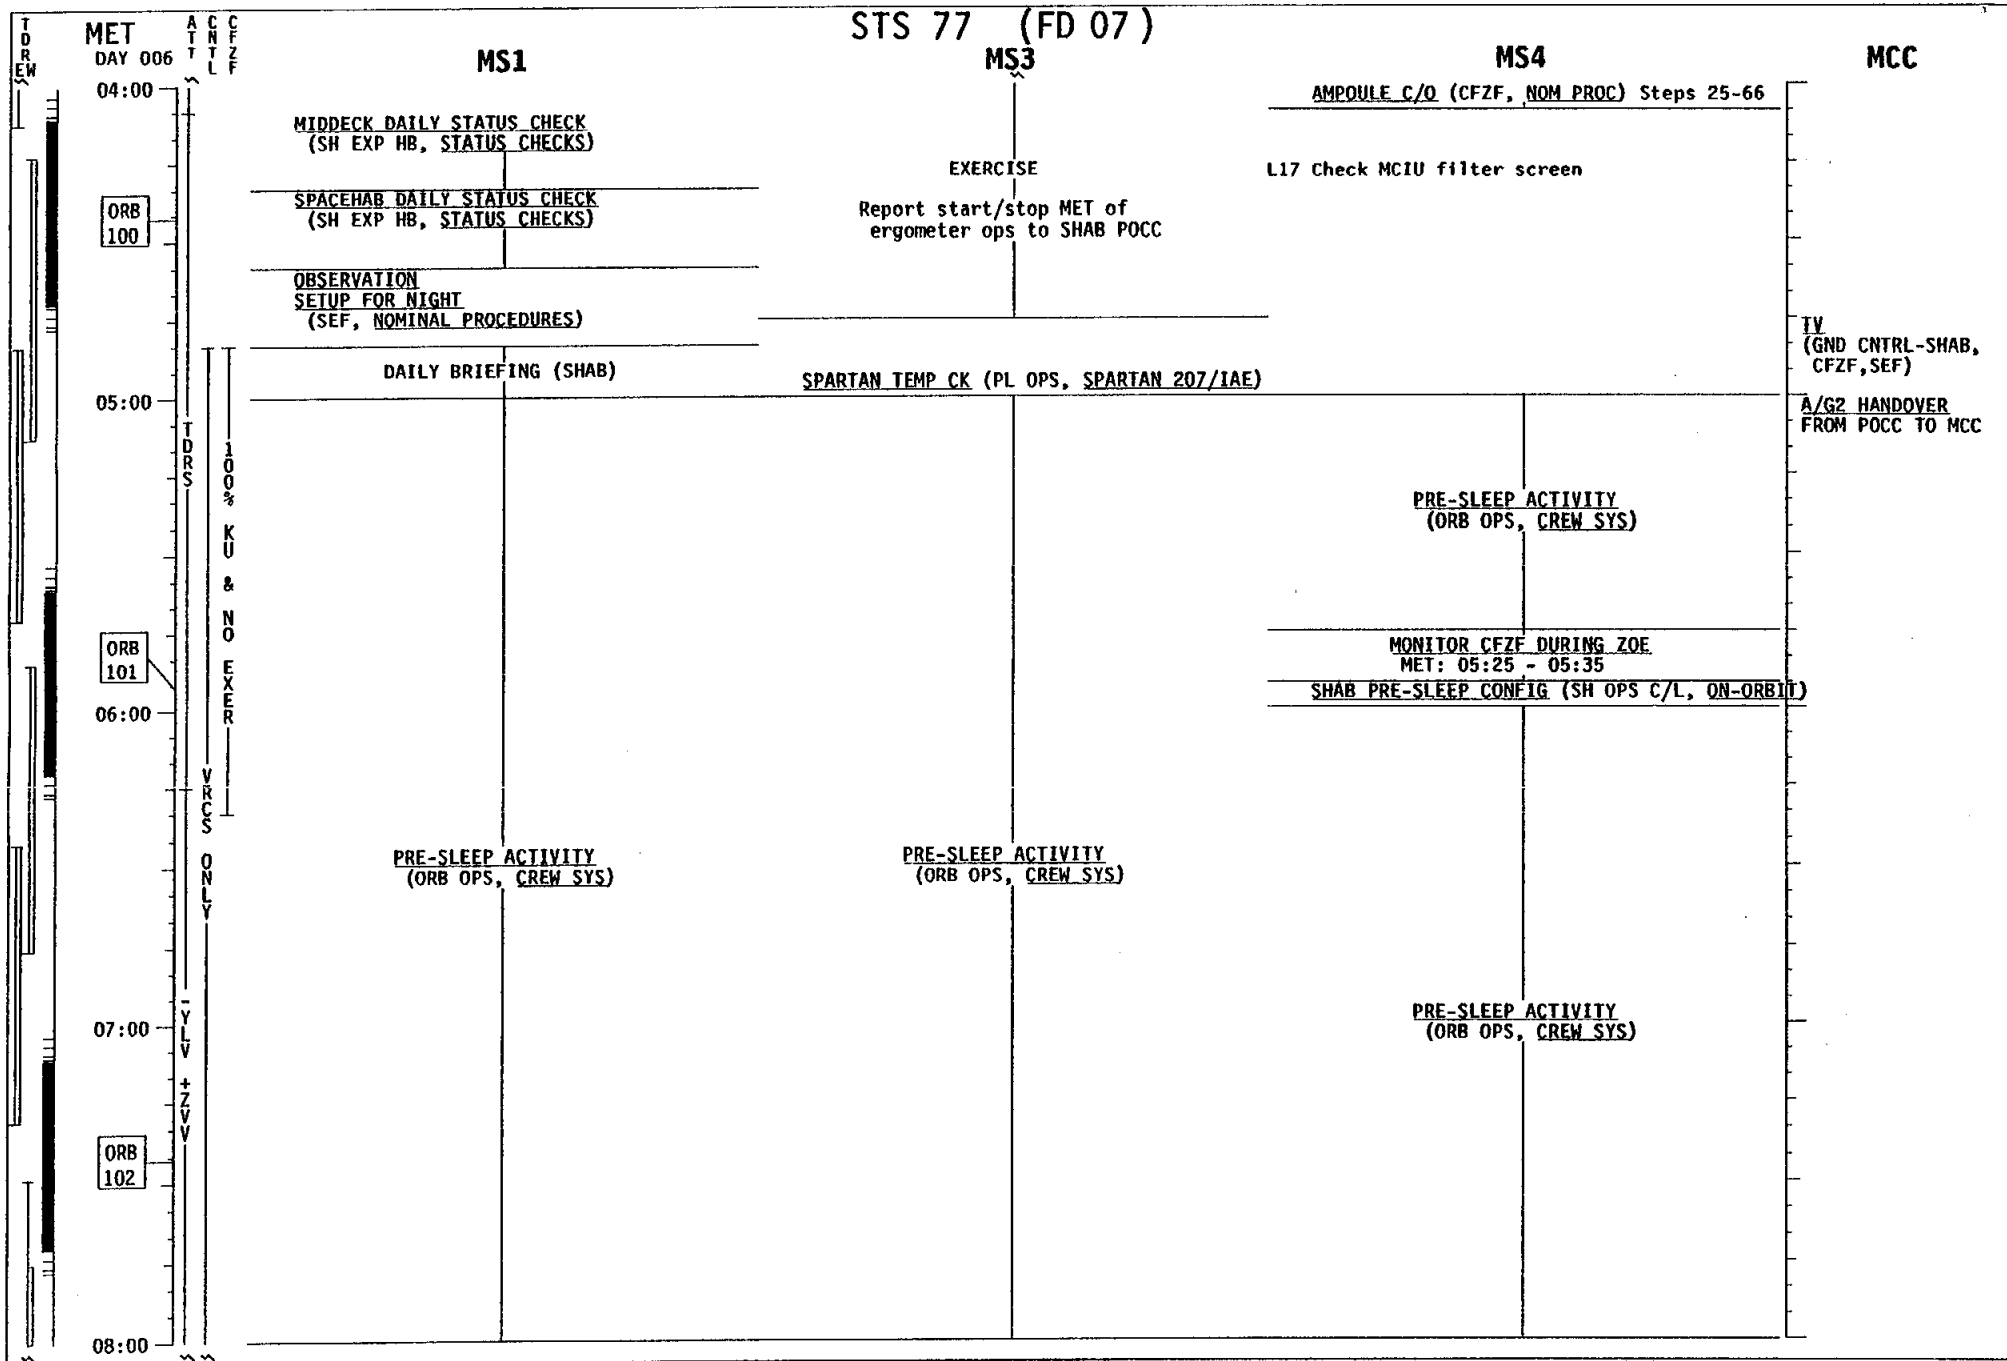 STS 77 (FD 07)
TDRE W
MET
DAY 006
ATT
CNTL
CFZF
MS1
MS3
MS4
MCC
04:00
AMPOULE C/O (CFZF, NOM PROC) Steps 25-66
MIDDECK DAILY STATUS CHECK
(SH EXP HB, STATUS CHECKS)
EXERCISE
L17 Check MCIU filter screen
ORB
100
SPACEHAB DAILY STATUS CHECK
(SH EXP HB, STATUS CHECKS)
Report start/stop MET of
ergometer ops to SHAB POCC
OBSERVATION
SETUP FOR NIGHT
(SEF, NOMINAL PROCEDURES)
TV
(GND CNTRL-SHAB,
CFZF,SEF)
DAILY BRIEFING (SHAB)
SPARTAN TEMP CK (PL OPS, SPARTAN 207/IAE)
05:00
A/G2 HANDOVER
FROM POCC TO MCC
TDRS
100% KU & NO EXER
PRE-SLEEP ACTIVITY
(ORB OPS, CREW SYS)
ORB
101
MONITOR CFZF DURING ZOE
MET: 05:25 - 05:35
SHAB PRE-SLEEP CONFIG (SH OPS C/L, ON-ORBIT)
06:00
VRCS ONLY
PRE-SLEEP ACTIVITY
(ORB OPS, CREW SYS)
PRE-SLEEP ACTIVITY
(ORB OPS, CREW SYS)
-YLV +ZVV
07:00
PRE-SLEEP ACTIVITY
(ORB OPS, CREW SYS)
ORB
102
08:00